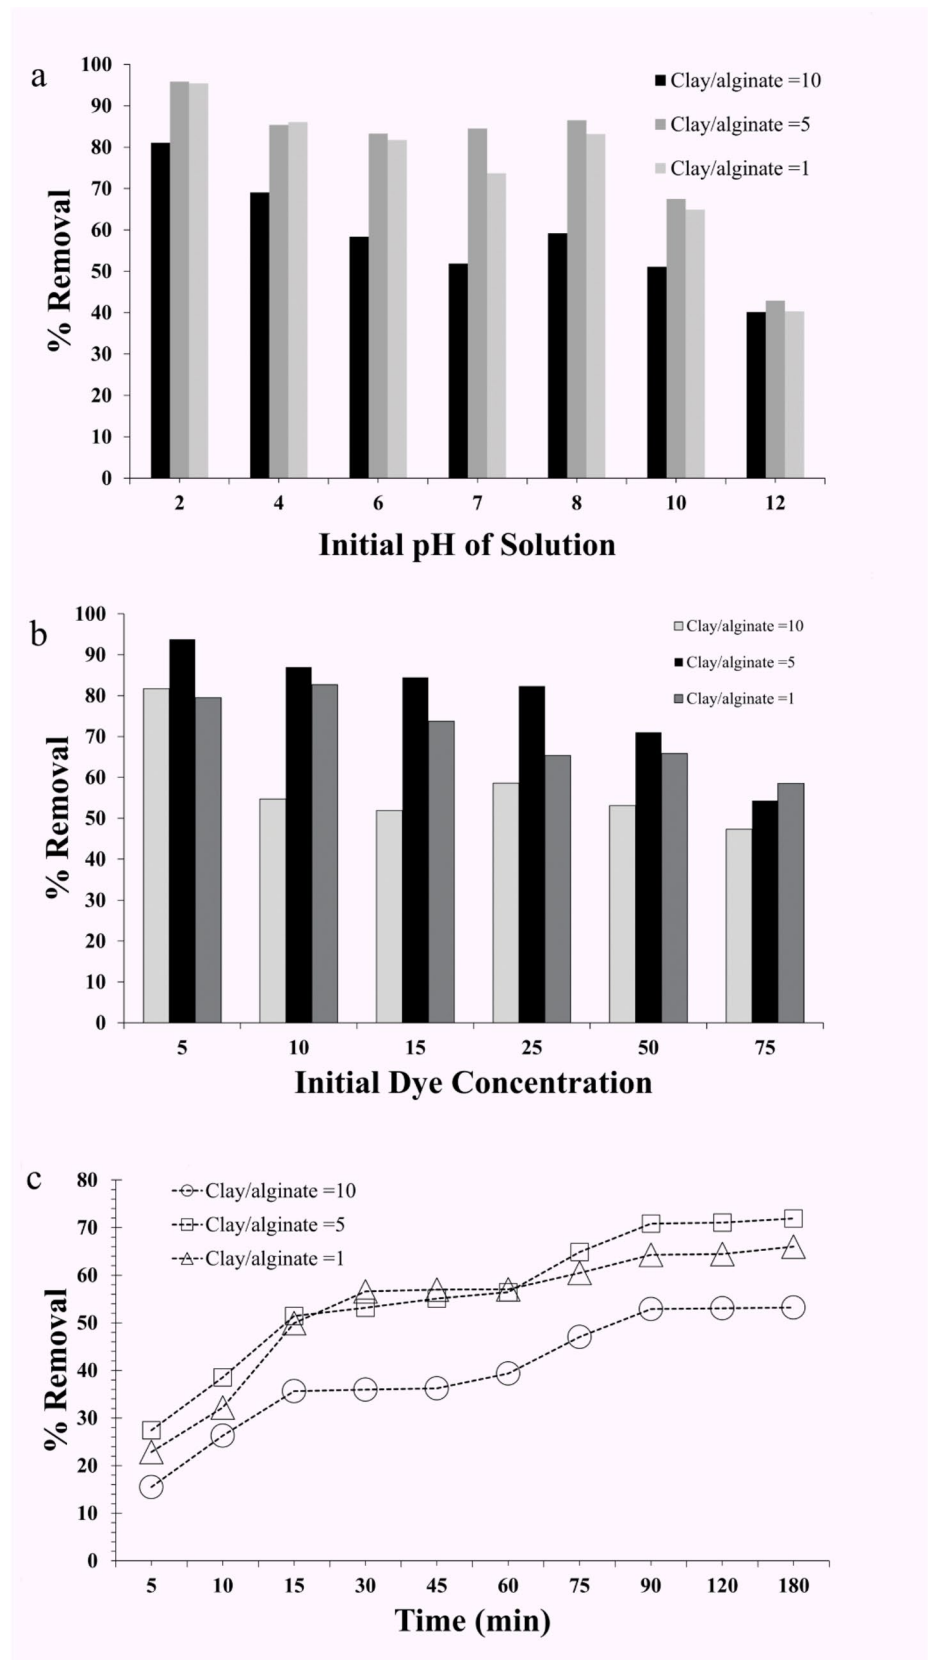 a
100
90
80
70
60
50
40
30
20
10
0
% Removal
Clay/alginate =10
Clay/alginate =5
Clay/alginate =1
2 4 6 7 8 10 12
Initial pH of Solution
b
100
90
80
70
60
50
40
30
20
10
0
% Removal
Clay/alginate =10
Clay/alginate =5
Clay/alginate =1
5 10 15 25 50 75
Initial Dye Concentration
c
80
70
60
50
40
30
20
10
0
% Removal
Clay/alginate =10
Clay/alginate =5
Clay/alginate =1
5 10 15 30 45 60 75 90 120 180
Time (min)